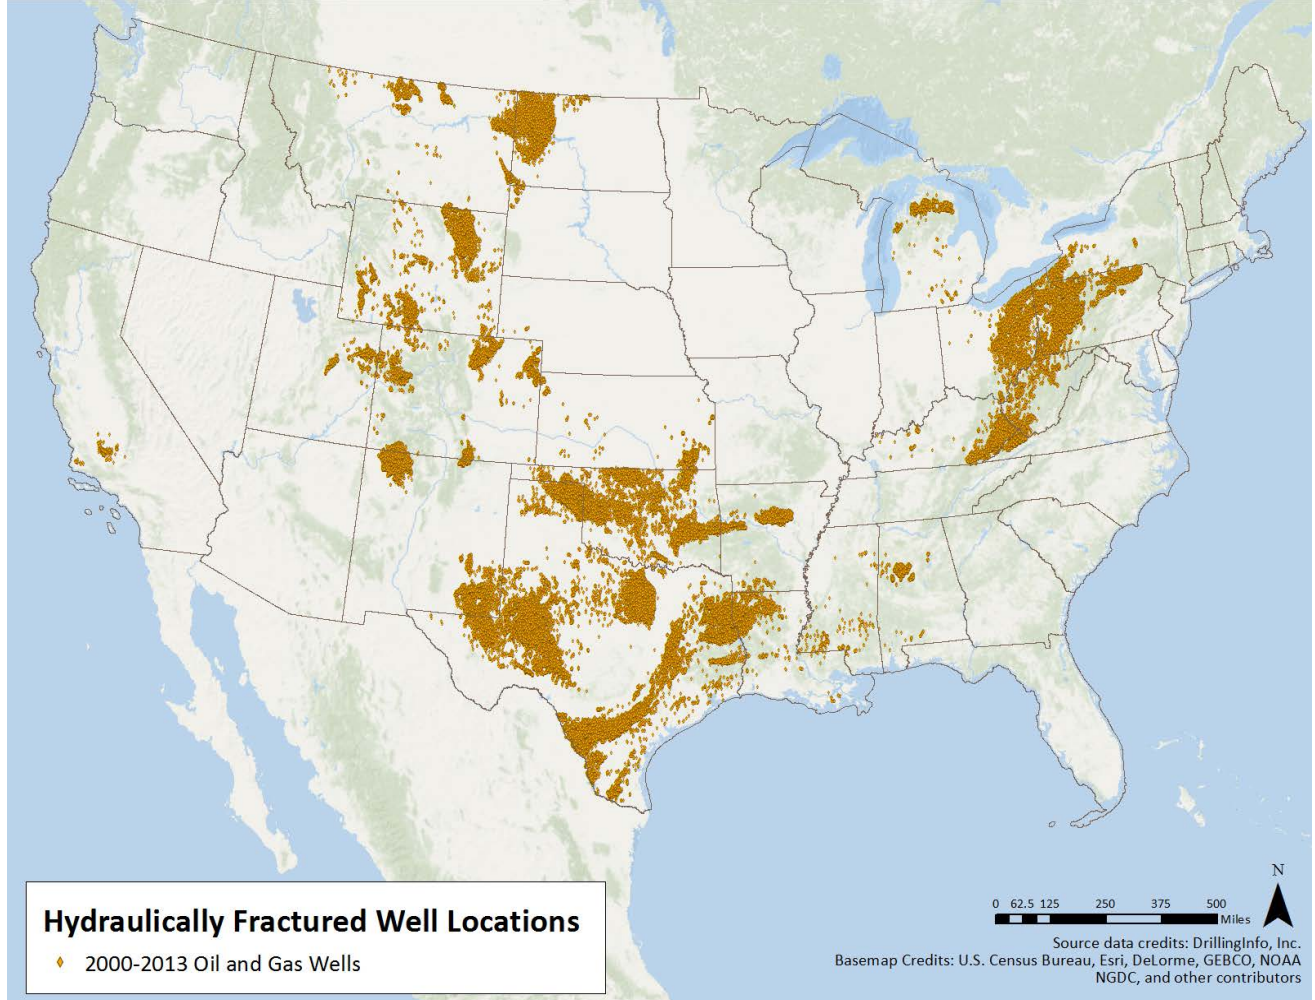 N
0 62.5 125 250 375 500
Miles
Hydraulically Fractured Well Locations
2000-2013 Oil and Gas Wells
Source data credits: DrillingInfo, Inc.
Basemap Credits: U.S. Census Bureau, Esri, DeLorme, GEBCO, NOAA
NGDC, and other contributors